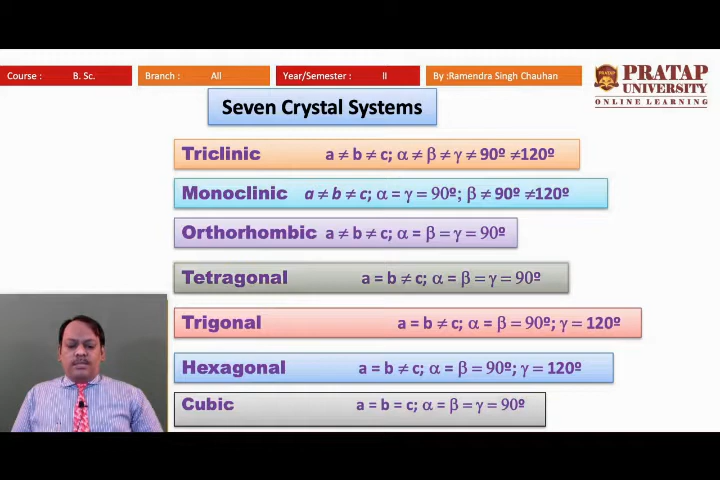 Course : B. Sc. Branch : All Year/Semester : II By :Ramendra Singh Chauhan
PRATAP
PRATAP
UNIVERSITY
ONLINE LEARNING
Seven Crystal Systems
Triclinic a ≠ b ≠ c; α ≠ β ≠ γ ≠ 90º ≠120º
Monoclinic a ≠ b ≠ c; α = γ = 90º; β ≠ 90º ≠120º
Orthorhombic a ≠ b ≠ c; α = β = γ = 90º
Tetragonal a = b ≠ c; α = β = γ = 90º
Trigonal a = b ≠ c; α = β = 90º; γ = 120º
Hexagonal a = b ≠ c; α = β = 90º; γ = 120º
Cubic a = b = c; α = β = γ = 90º